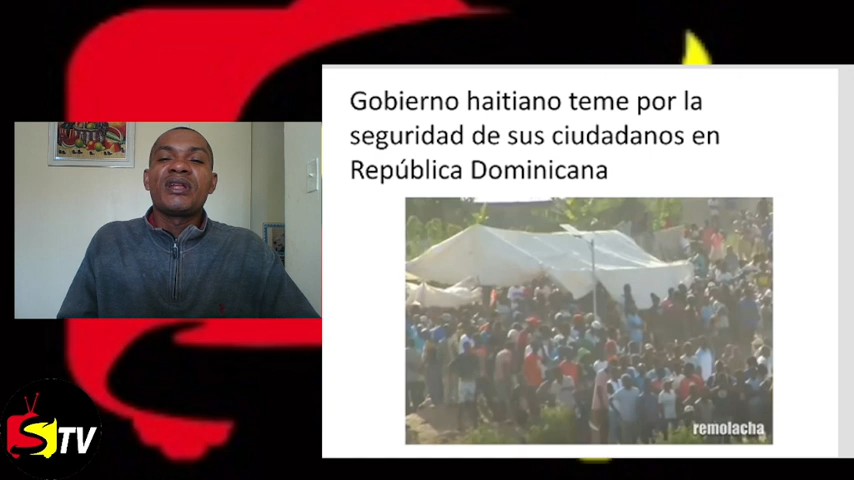 Gobierno haitiano teme por la
seguridad de sus ciudadanos en
República Dominicana
remolacha
STV